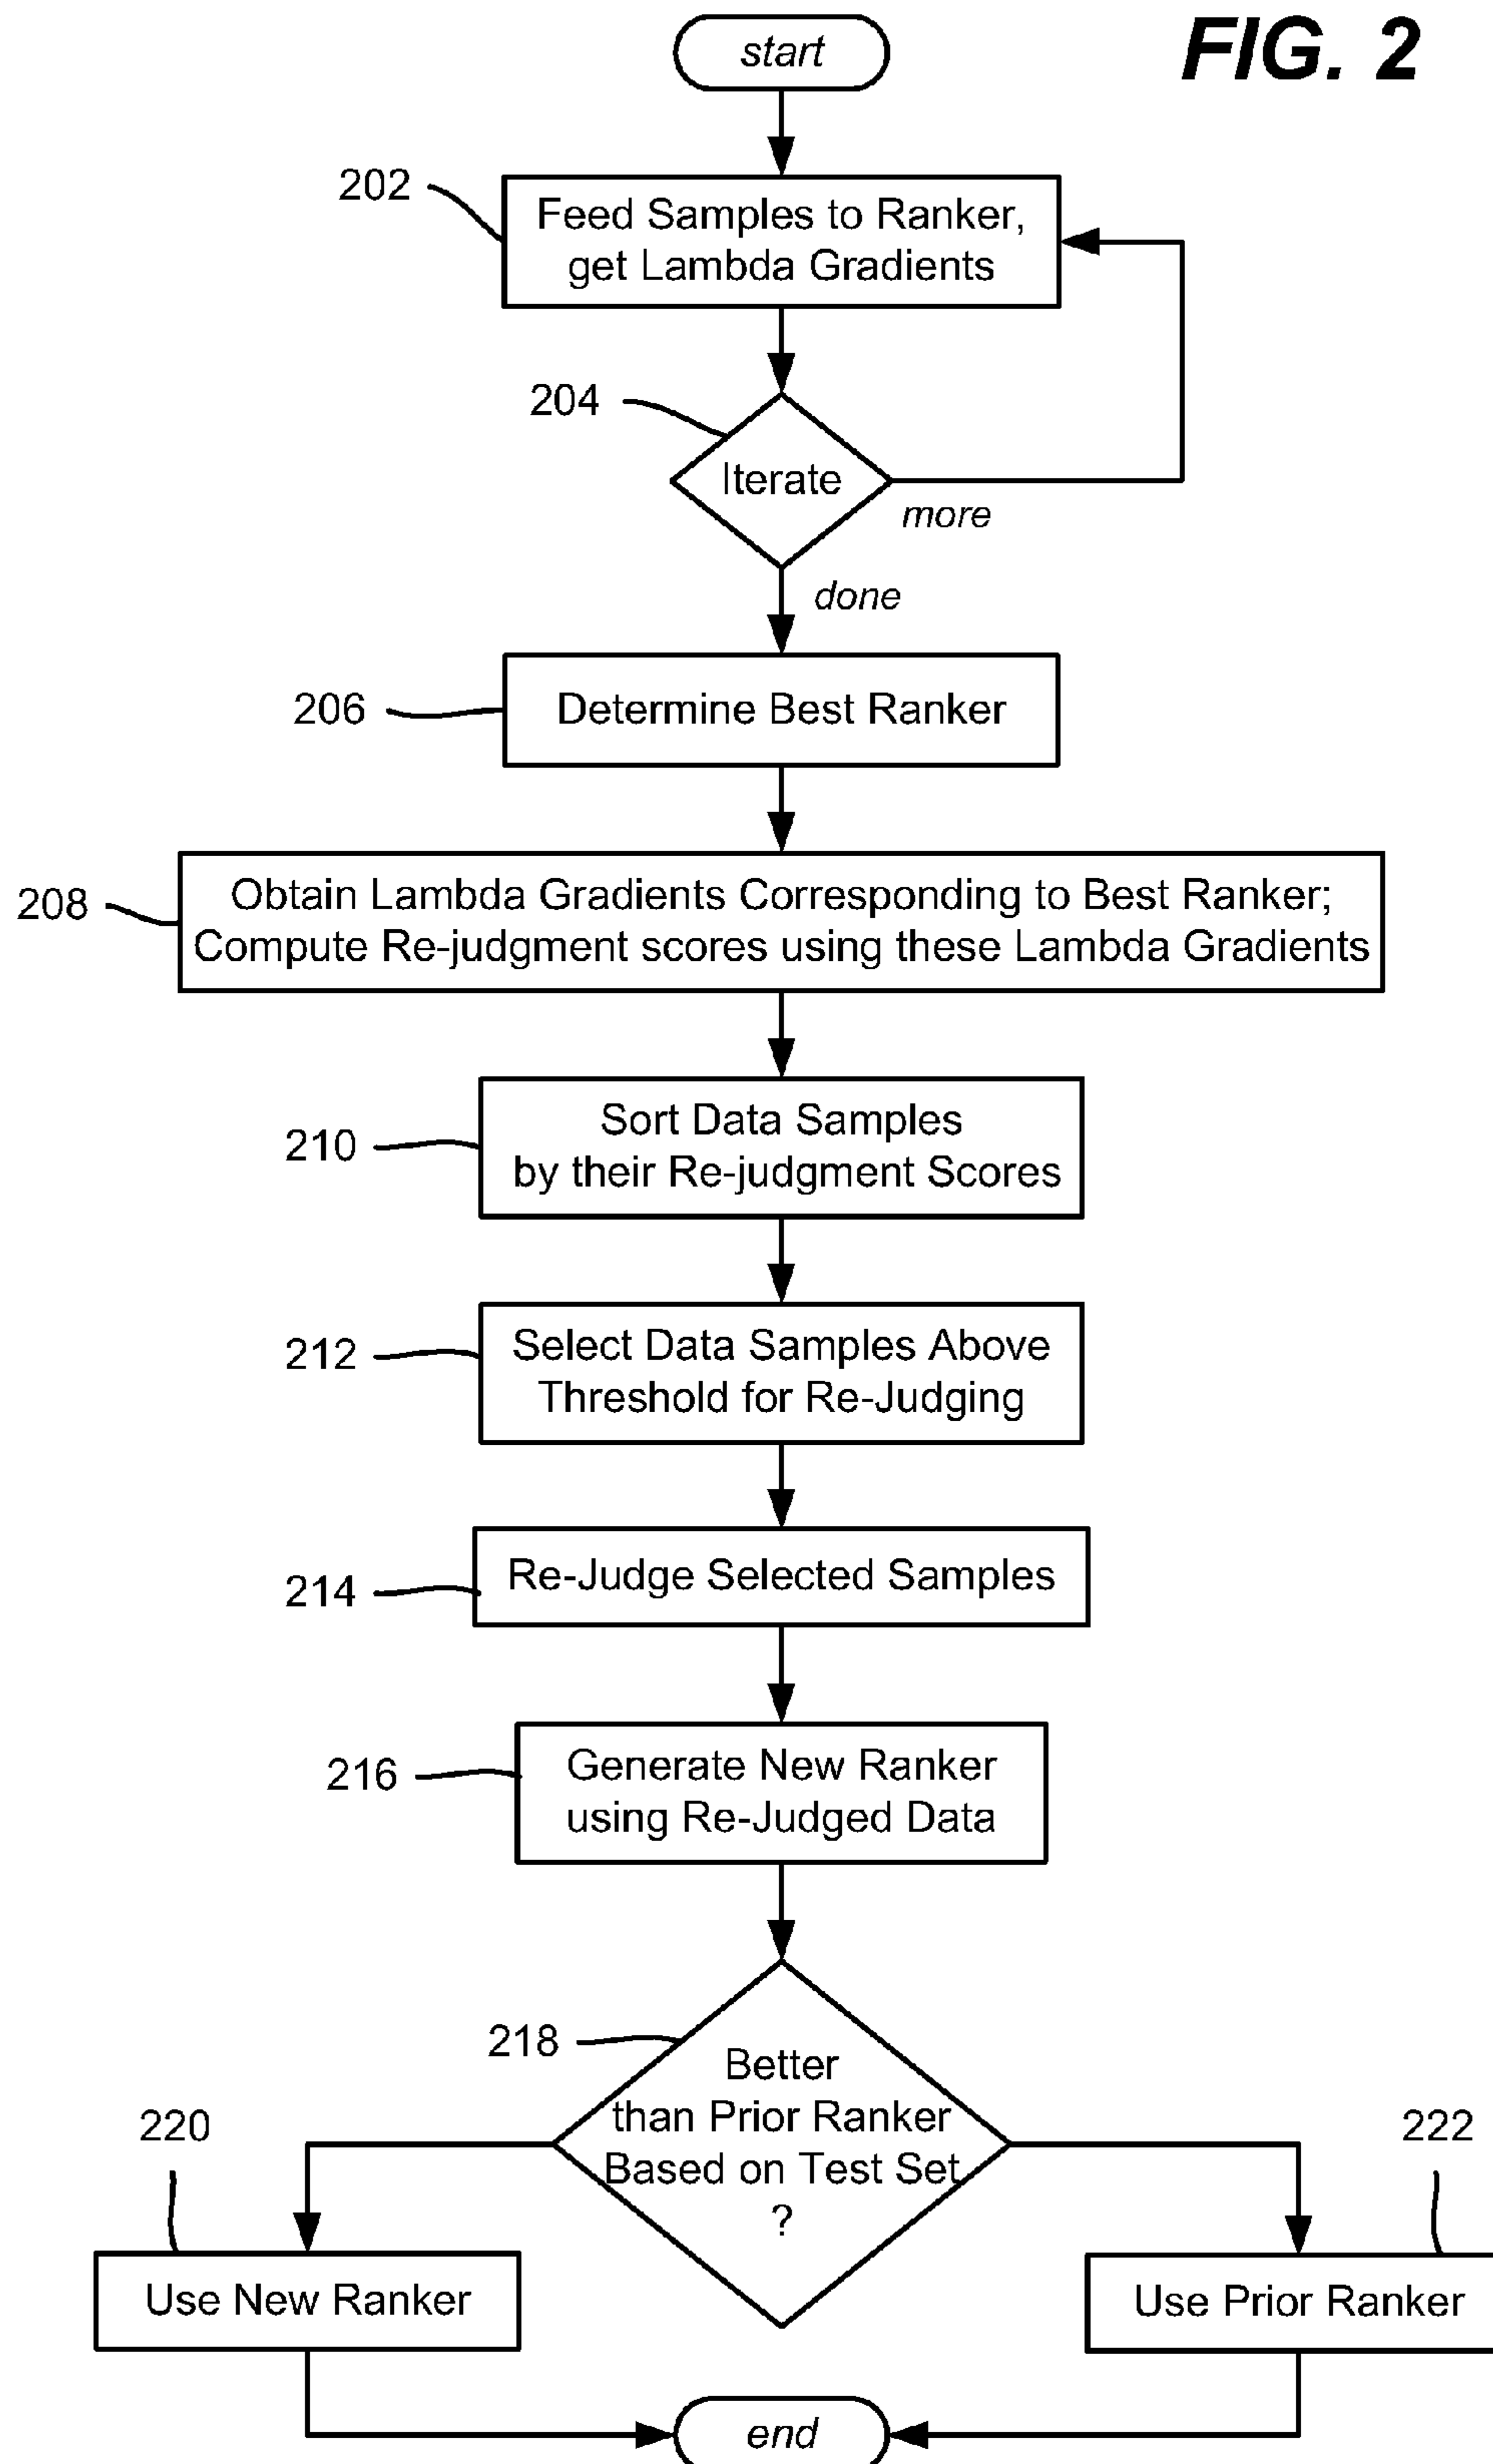 FIG. 2
start
202
Feed Samples to Ranker,
get Lambda Gradients
204
Iterate
more
done
206
Determine Best Ranker
208
Obtain Lambda Gradients Corresponding to Best Ranker;
Compute Re-judgment scores using these Lambda Gradients
210
Sort Data Samples
by their Re-judgment Scores
212
Select Data Samples Above
Threshold for Re-Judging
214
Re-Judge Selected Samples
216
Generate New Ranker
using Re-Judged Data
218
Better
than Prior Ranker
Based on Test Set
?
220
222
Use New Ranker
Use Prior Ranker
end